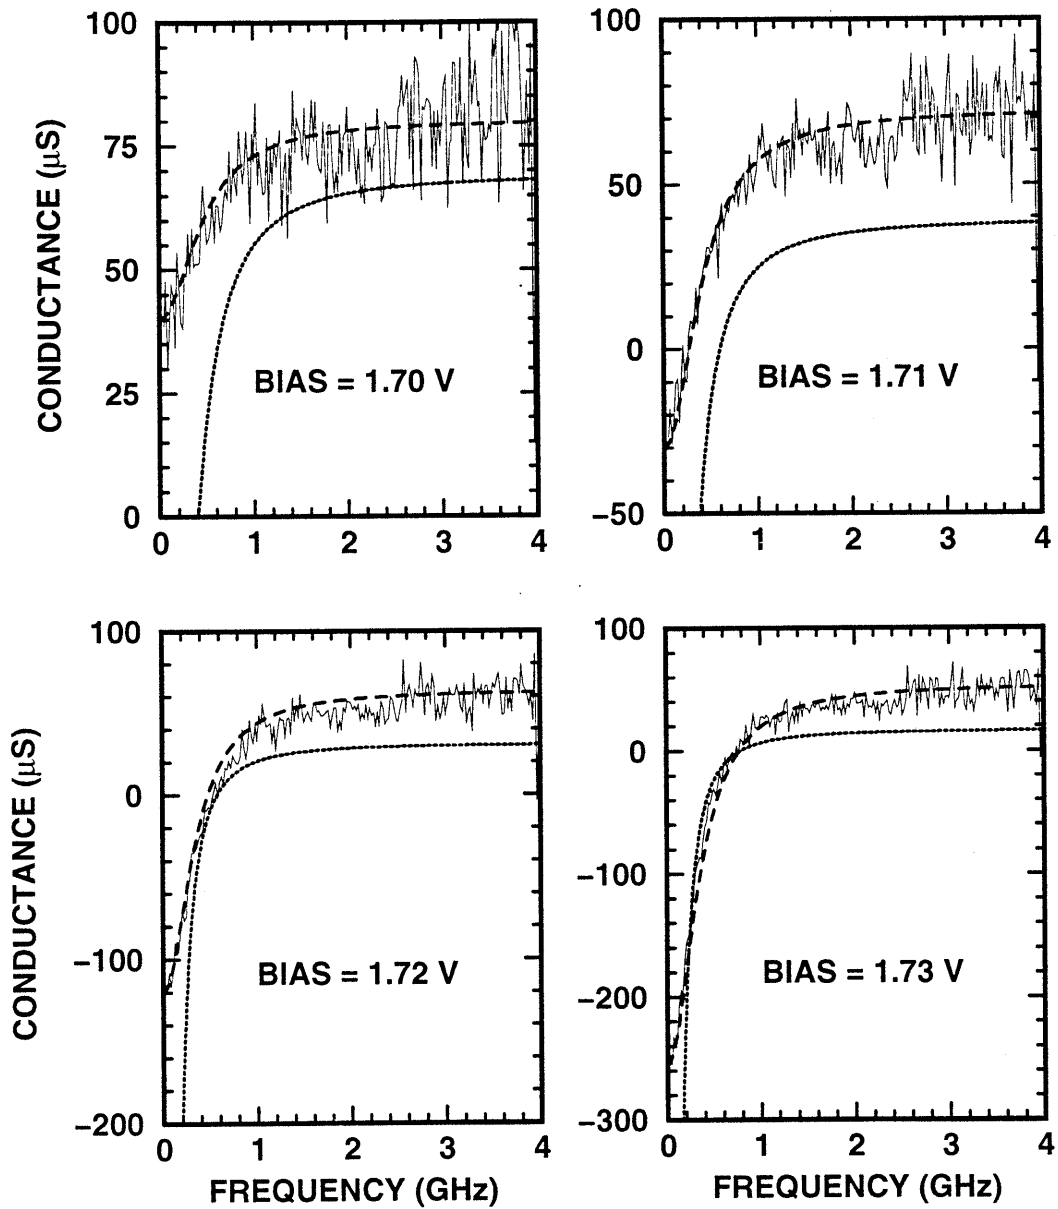 100
75
50
25
0
CONDUCTANCE (μS)
BIAS = 1.70 V
0 1 2 3 4
100
50
0
−50
BIAS = 1.71 V
0 1 2 3 4
100
0
−100
−200
CONDUCTANCE (μS)
BIAS = 1.72 V
0 1 2 3 4
FREQUENCY (GHz)
100
0
−100
−200
−300
BIAS = 1.73 V
0 1 2 3 4
FREQUENCY (GHz)